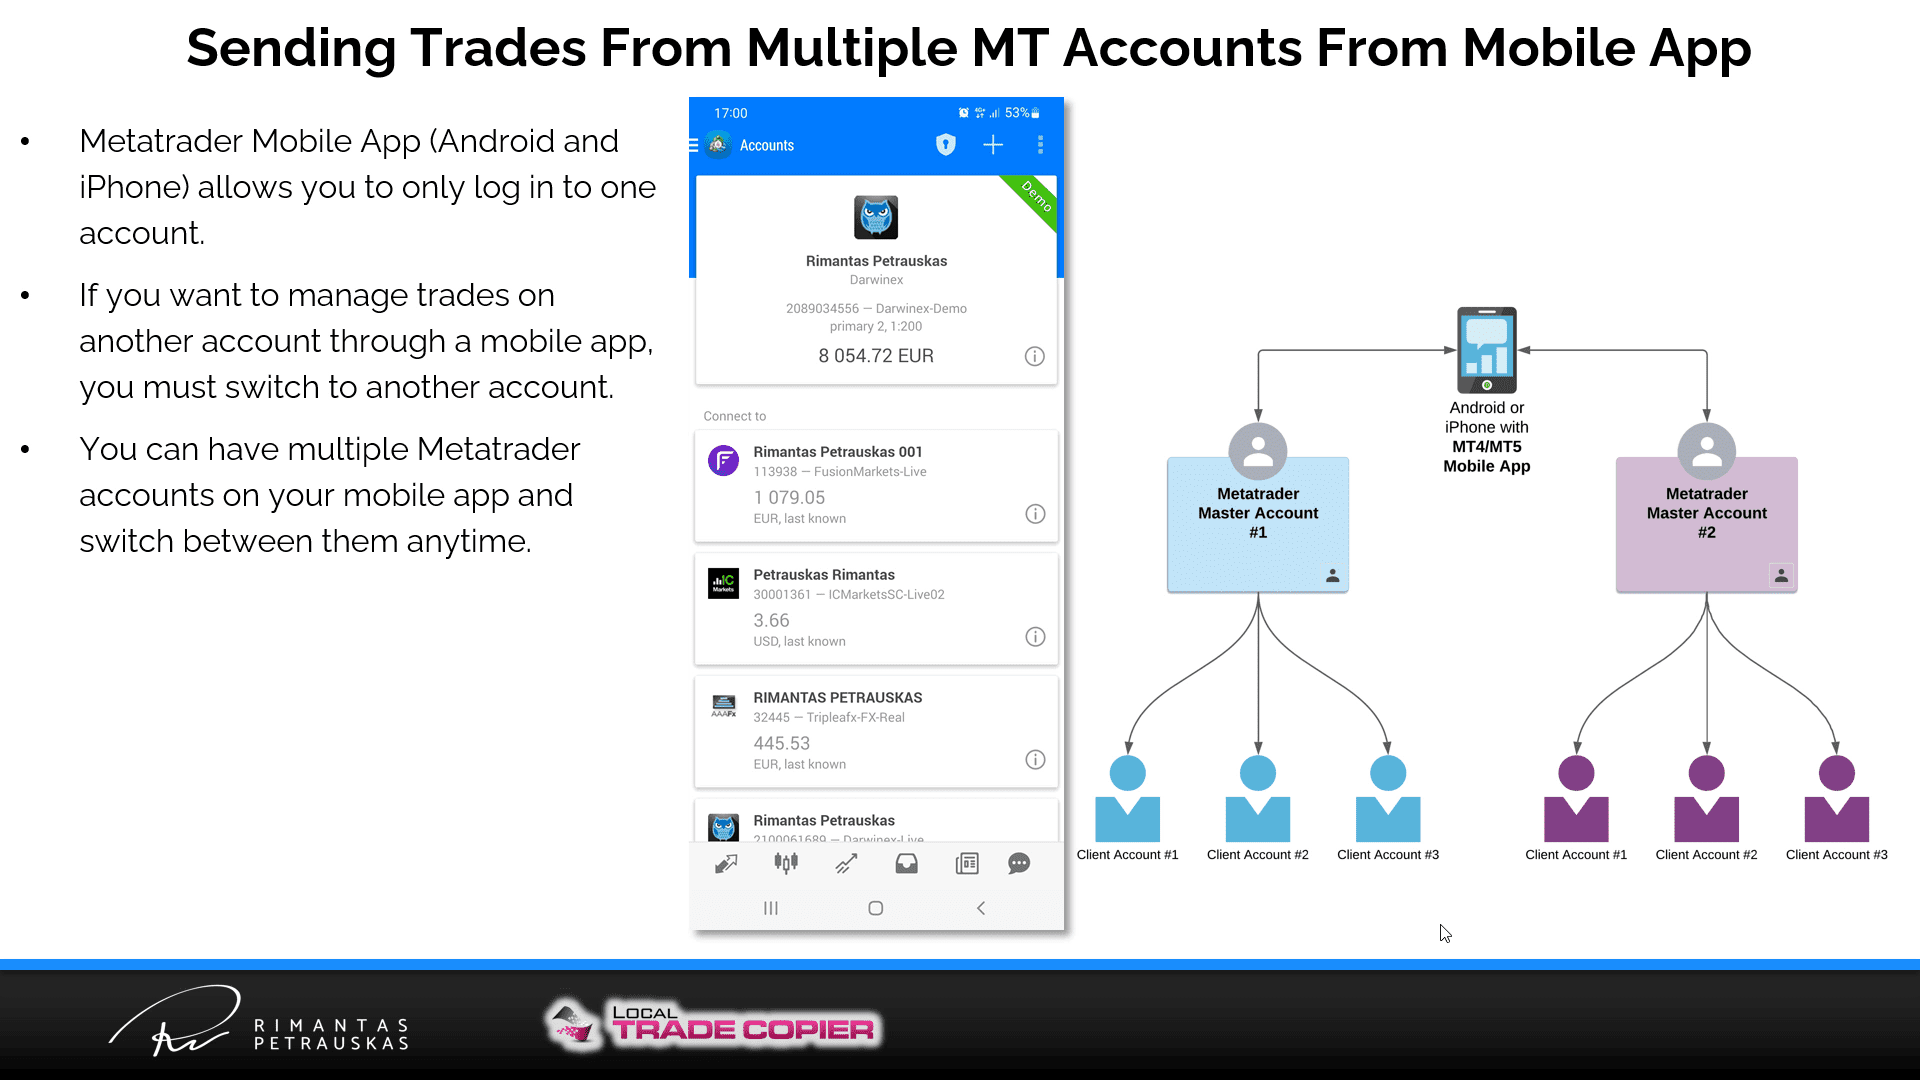 Sending Trades From Multiple MT Accounts From Mobile App
• Metatrader Mobile App (Android and
iPhone) allows you to only log in to one
account.
• If you want to manage trades on
another account through a mobile app,
you must switch to another account.
• You can have multiple Metatrader
accounts on your mobile app and
switch between them anytime.
17:00
53%
Accounts
Demo
Rimantas Petrauskas
Darwinex
2089034556 — Darwinex-Demo
primary 2, 1:200
8 054.72 EUR
Connect to
Rimantas Petrauskas 001
113938 — FusionMarkets-Live
1 079.05
EUR, last known
IC
Markets
Petrauskas Rimantas
30001361 — ICMarketsSC-Live02
3.66
USD, last known
AAAFx
RIMANTAS PETRAUSKAS
32445 — Tripleafx-FX-Real
445.53
EUR, last known
Rimantas Petrauskas
2100061689 — Darwinex-Live
Android or
iPhone with
MT4/MT5
Mobile App
Metatrader
Master Account
#1
Metatrader
Master Account
#2
Client Account #1
Client Account #2
Client Account #3
Client Account #1
Client Account #2
Client Account #3
RIMANTAS
PETRAUSKAS
LOCAL
TRADE COPIER